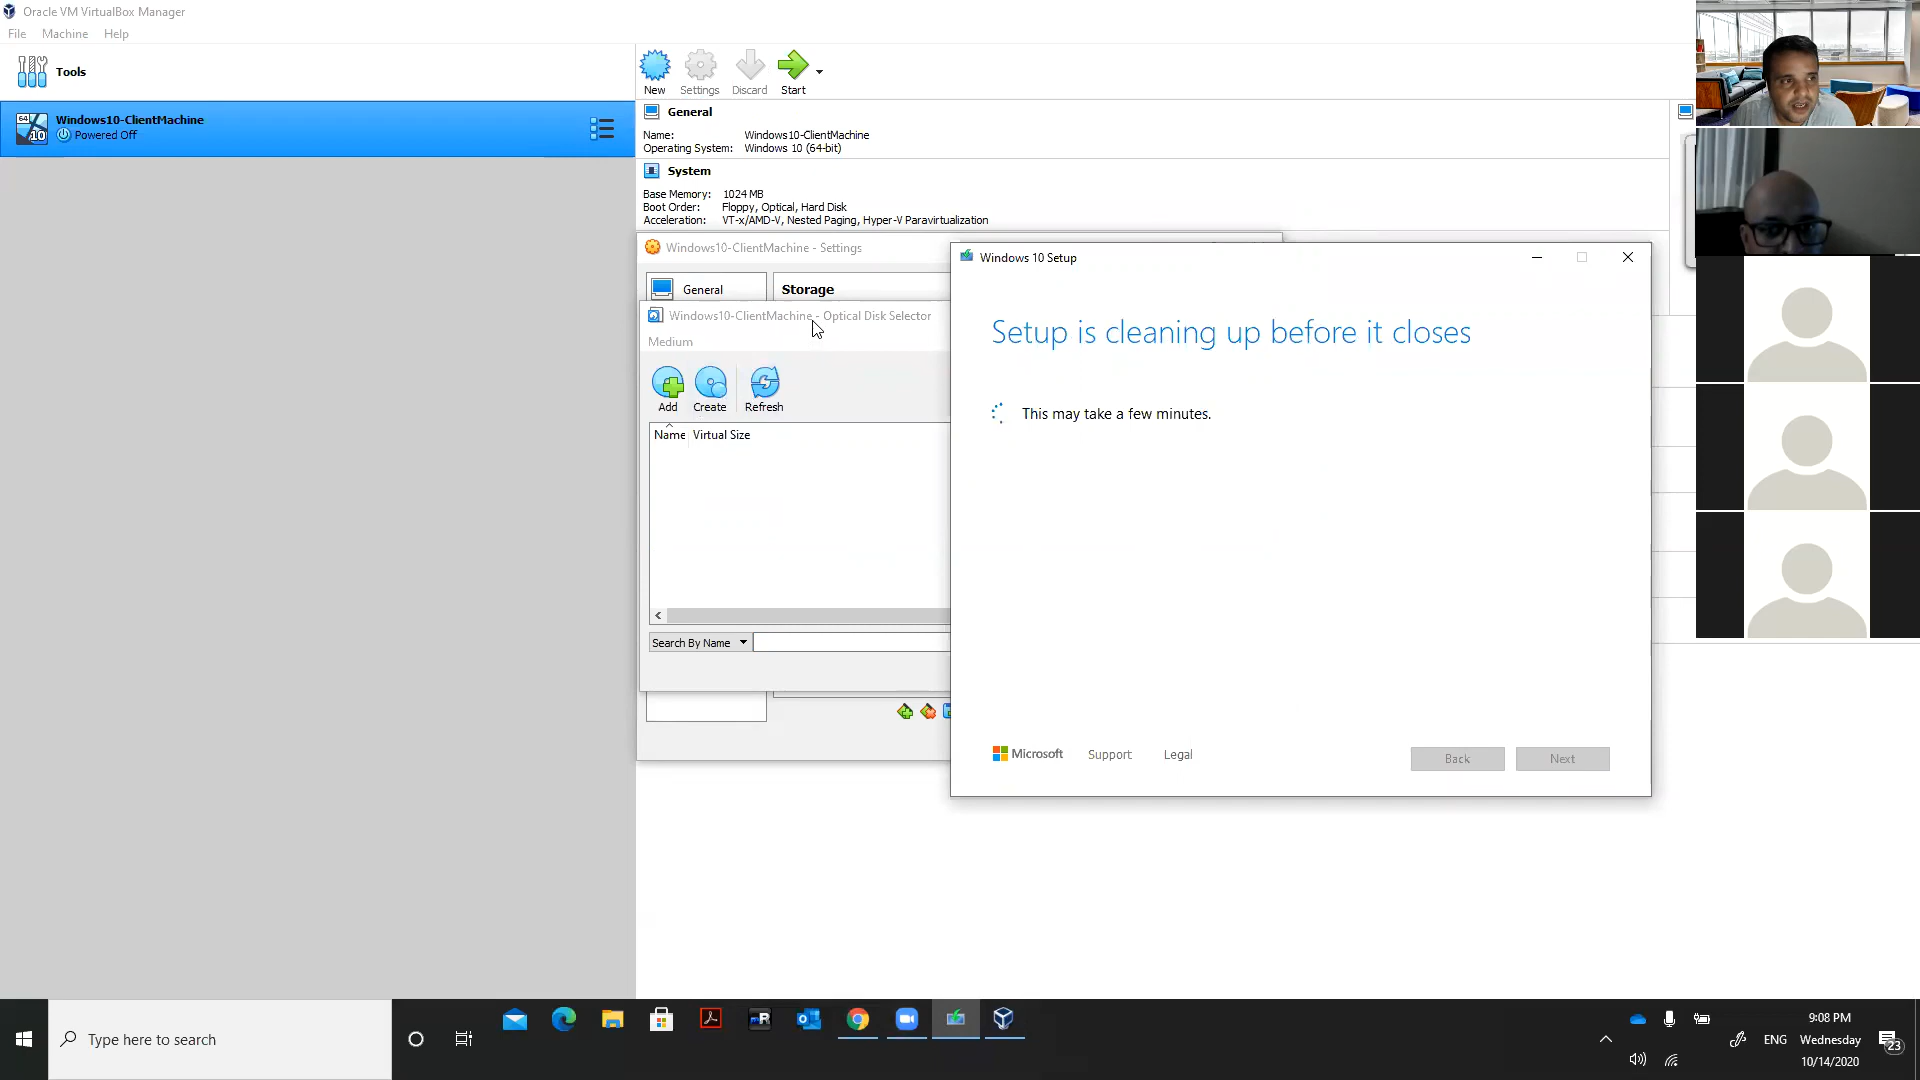 Oracle VM VirtualBox Manager
File Machine Help
Tools
64
10
Windows10-ClientMachine
Powered Off
New Settings Discard Start
General
Name: Windows10-ClientMachine
Operating System: Windows 10 (64-bit)
System
Base Memory: 1024 MB
Boot Order: Floppy, Optical, Hard Disk
Acceleration: VT-x/AMD-V, Nested Paging, Hyper-V Paravirtualization
Windows10-ClientMachine - Settings
General
Storage
Windows10-ClientMachine - Optical Disk Selector
Medium
Add Create Refresh
Name Virtual Size
Search By Name
Windows 10 Setup
Setup is cleaning up before it closes
This may take a few minutes.
Microsoft Support Legal
Back Next
Type here to search
R
ENG
9:08 PM
Wednesday
10/14/2020
23